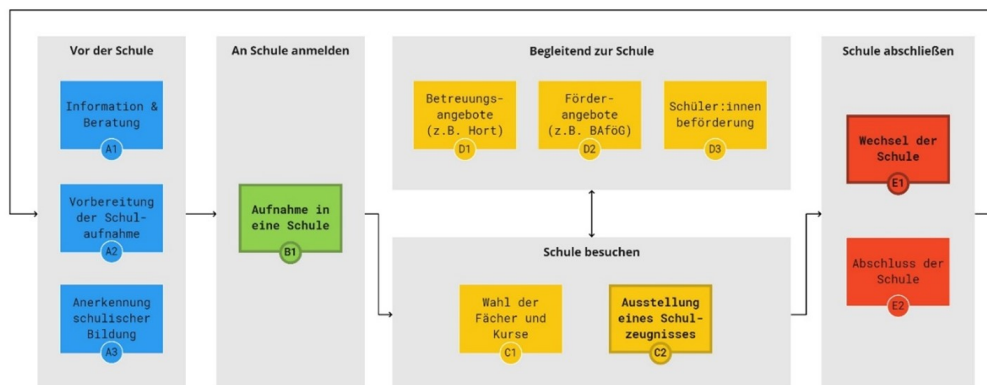 Vor der Schule
Information &
Beratung
A1
Vorbereitung
der Schul-
aufnahme
A2
Anerkennung
schulischer
Bildung
A3
An Schule anmelden
Aufnahme in
eine Schule
B1
Begleitend zur Schule
Betreuungs-
angebote
(z.B. Hort)
D1
Förder-
angebote
(z.B. BAföG)
D2
Schüler:innen
beförderung
D3
Schule besuchen
Wahl der
Fächer und
Kurse
C1
Ausstellung
eines Schul-
zeugnisses
C2
Schule abschließen
Wechsel der
Schule
E1
Abschluss der
Schule
E2